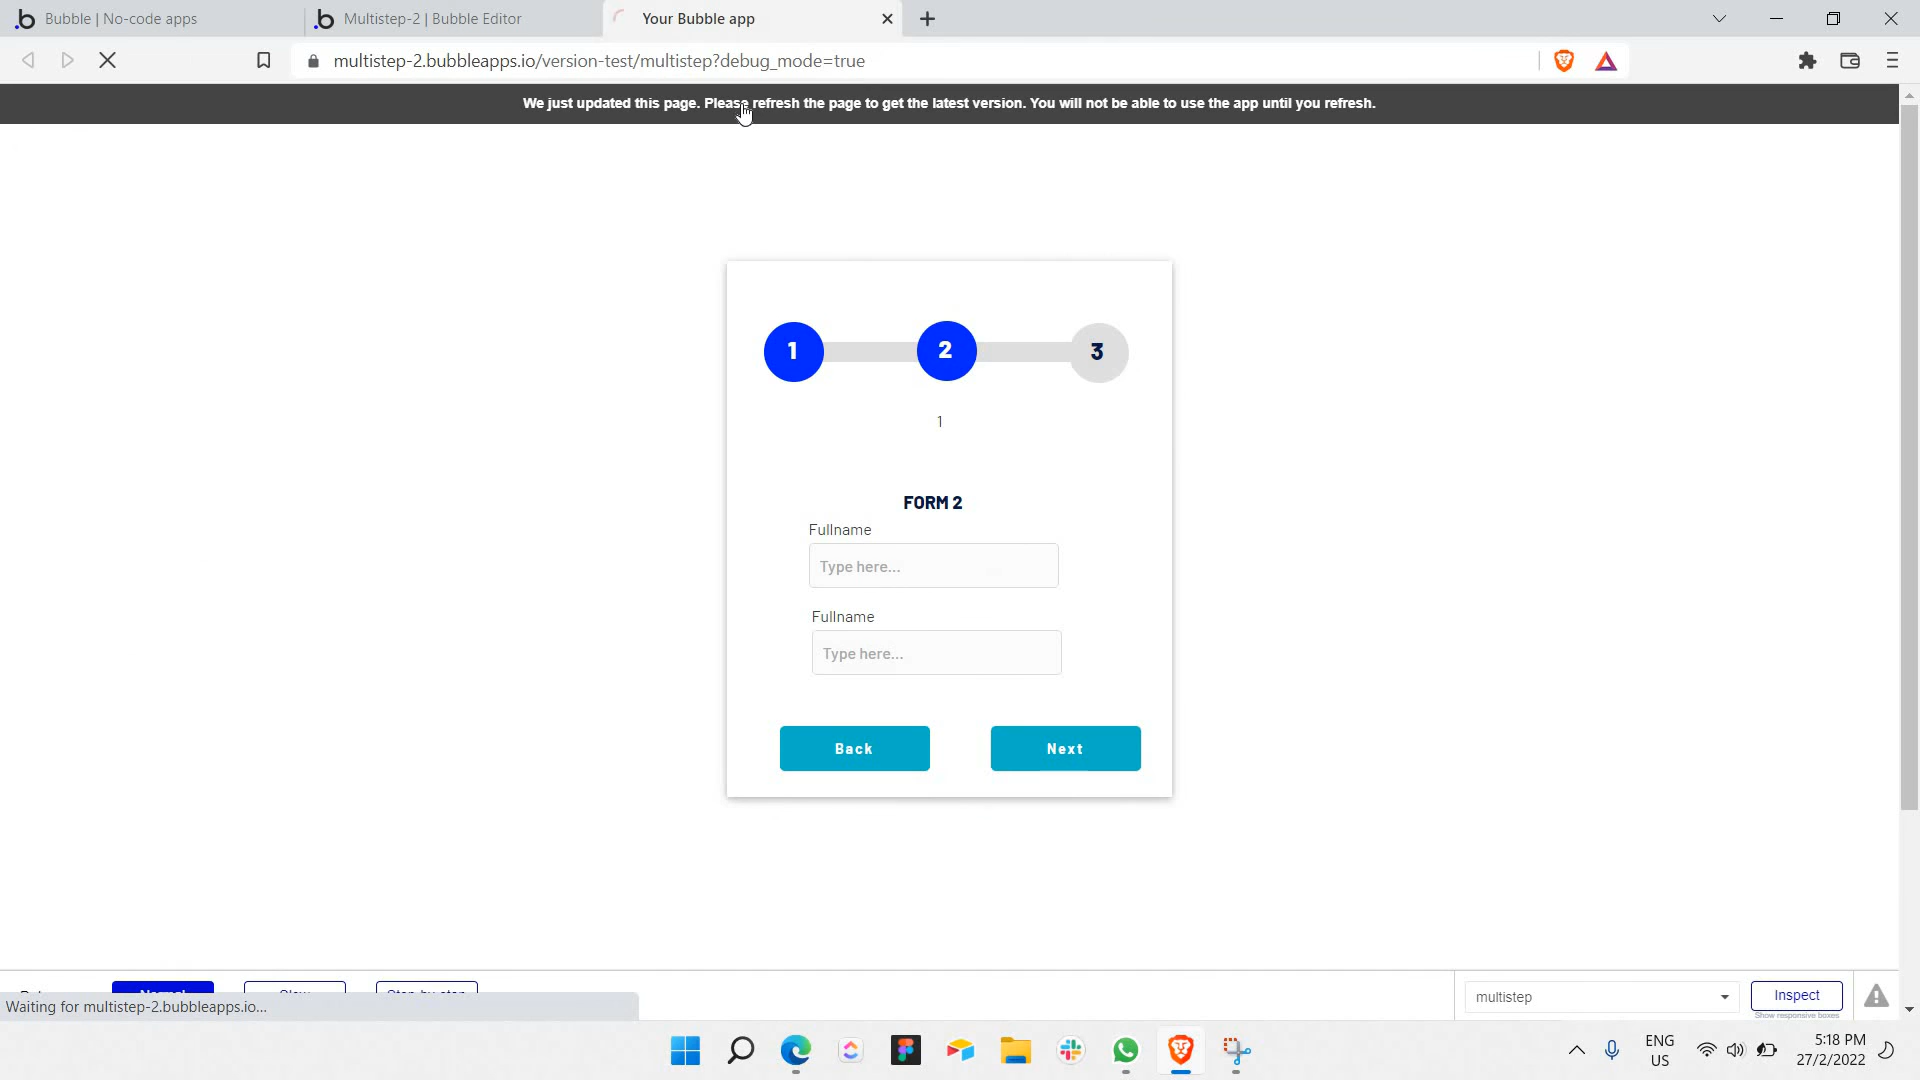 Bubble | No-code apps
Multistep-2 | Bubble Editor
Your Bubble app
multistep-2.bubbleapps.io/version-test/multistep?debug_mode=true
We just updated this page. Please refresh the page to get the latest version. You will not be able to use the app until you refresh.
1
2
3
1
FORM 2
Fullname
Type here...
Fullname
Type here...
Back
Next
multistep
Inspect
Show responsive boxes
Waiting for multistep-2.bubbleapps.io...
ENG
US
5:18 PM
27/2/2022